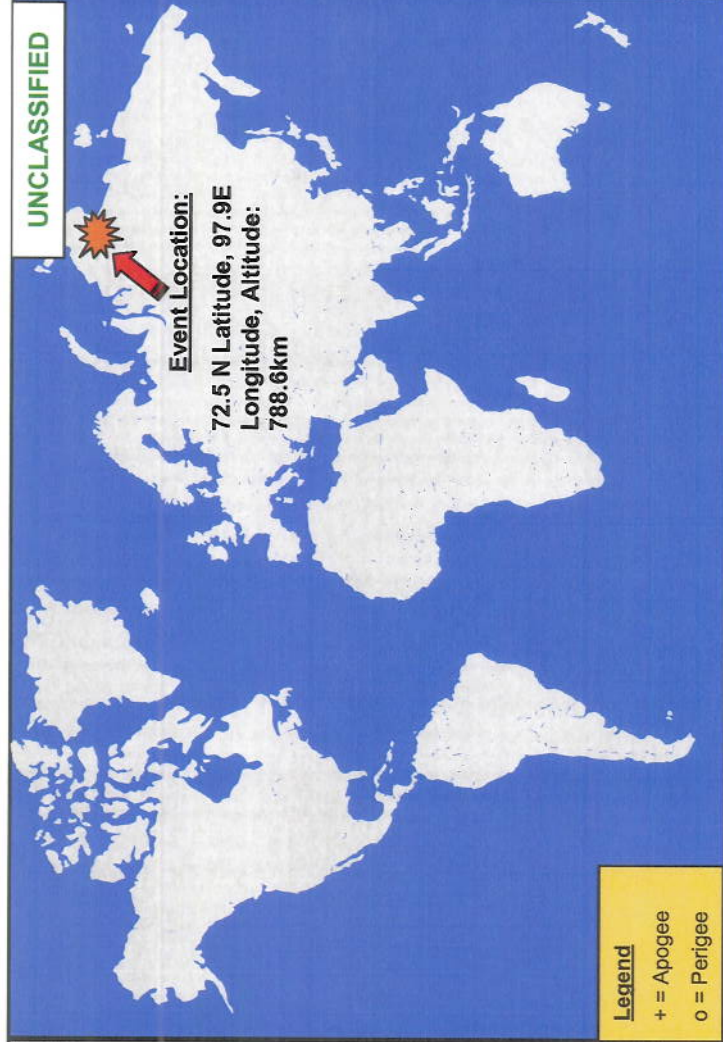 UNCLASSIFIED
Event Location:
72.5 N Latitude, 97.9E
Longitude, Altitude:
788.6km
Legend
+ = Apogee
o = Perigee